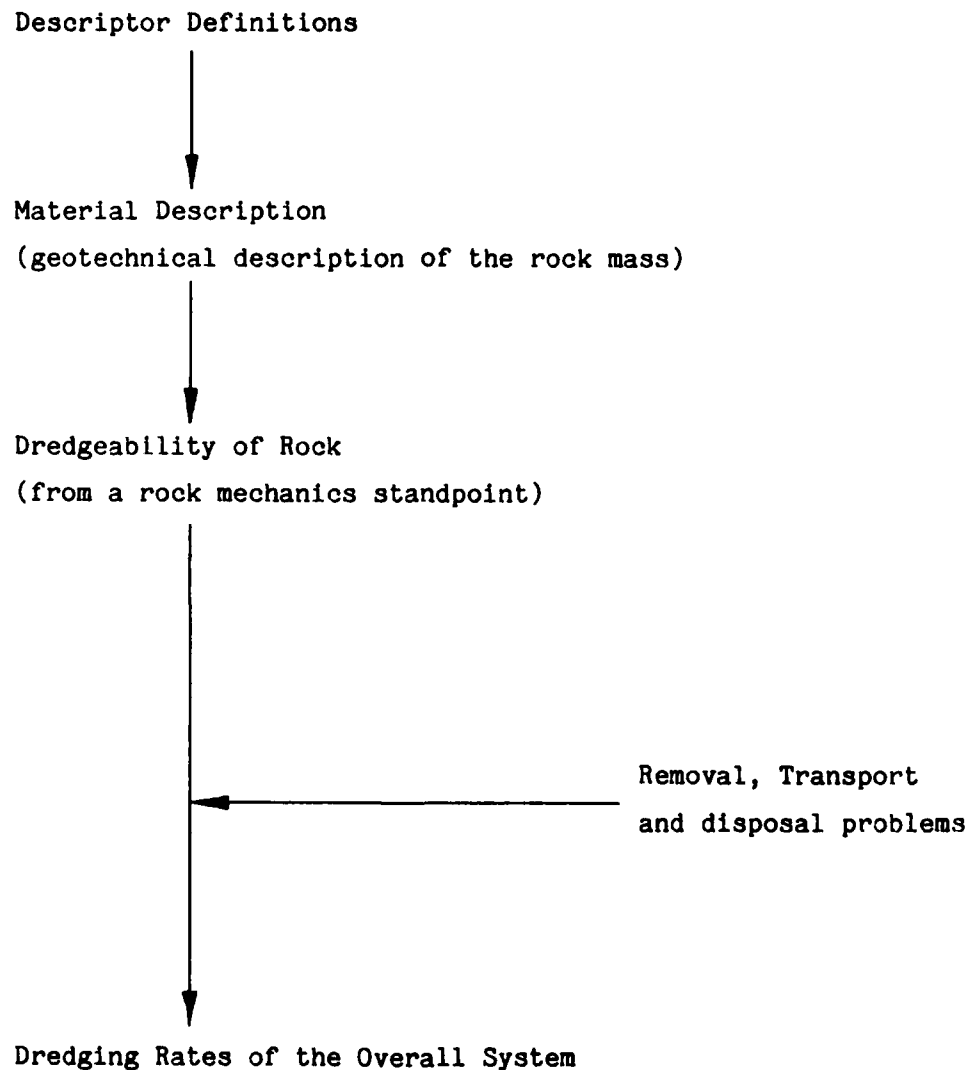 Descriptor Definitions
Material Description
(geotechnical description of the rock mass)
Dredgeability of Rock
(from a rock mechanics standpoint)
Removal, Transport
and disposal problems
Dredging Rates of the Overall System